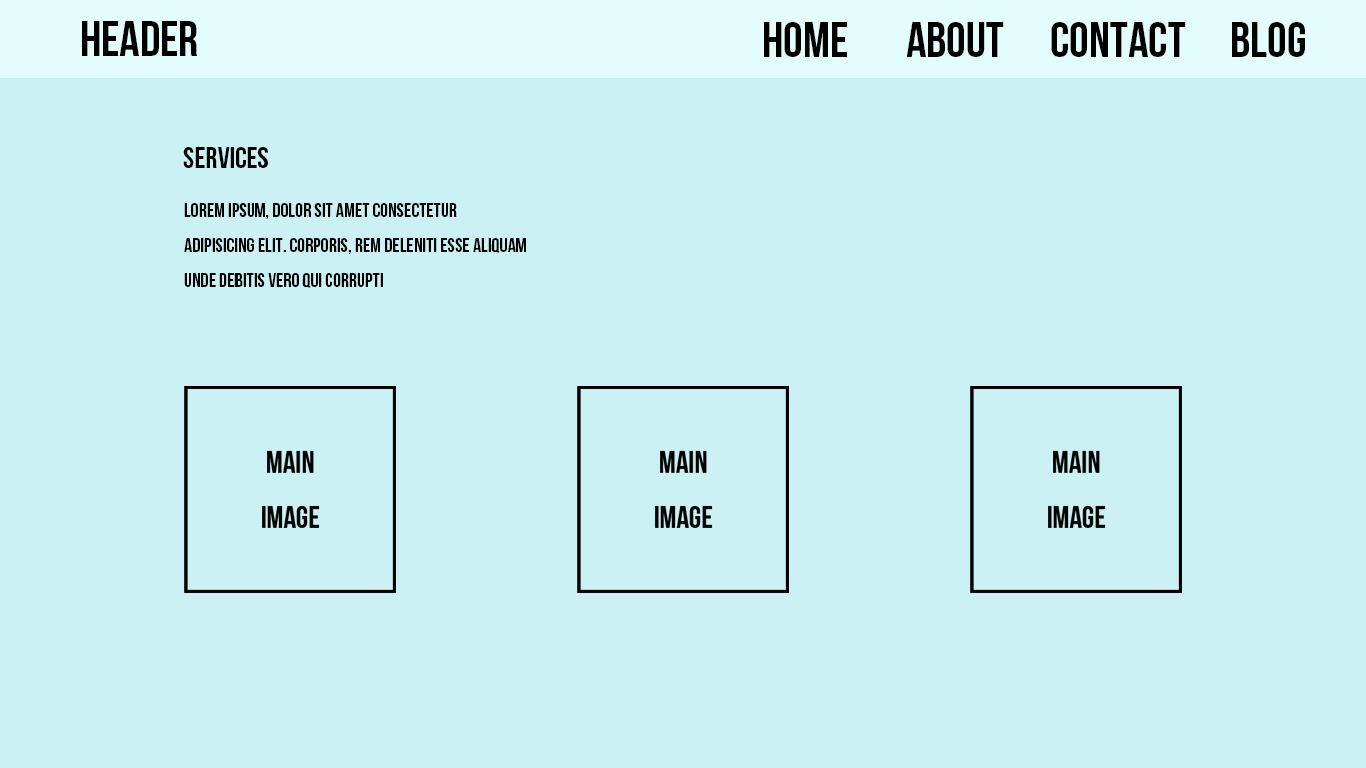 HEADER HOME ABOUT CONTACT BLOG
SERVICES
LOREM IPSUM, DOLOR SIT AMET CONSECTETUR
ADIPISICING ELIT. CORPORIS, REM DELENITI ESSE ALIQUAM
UNDE DEBITIS VERO QUI CORRUPTI
MAIN
IMAGE
MAIN
IMAGE
MAIN
IMAGE